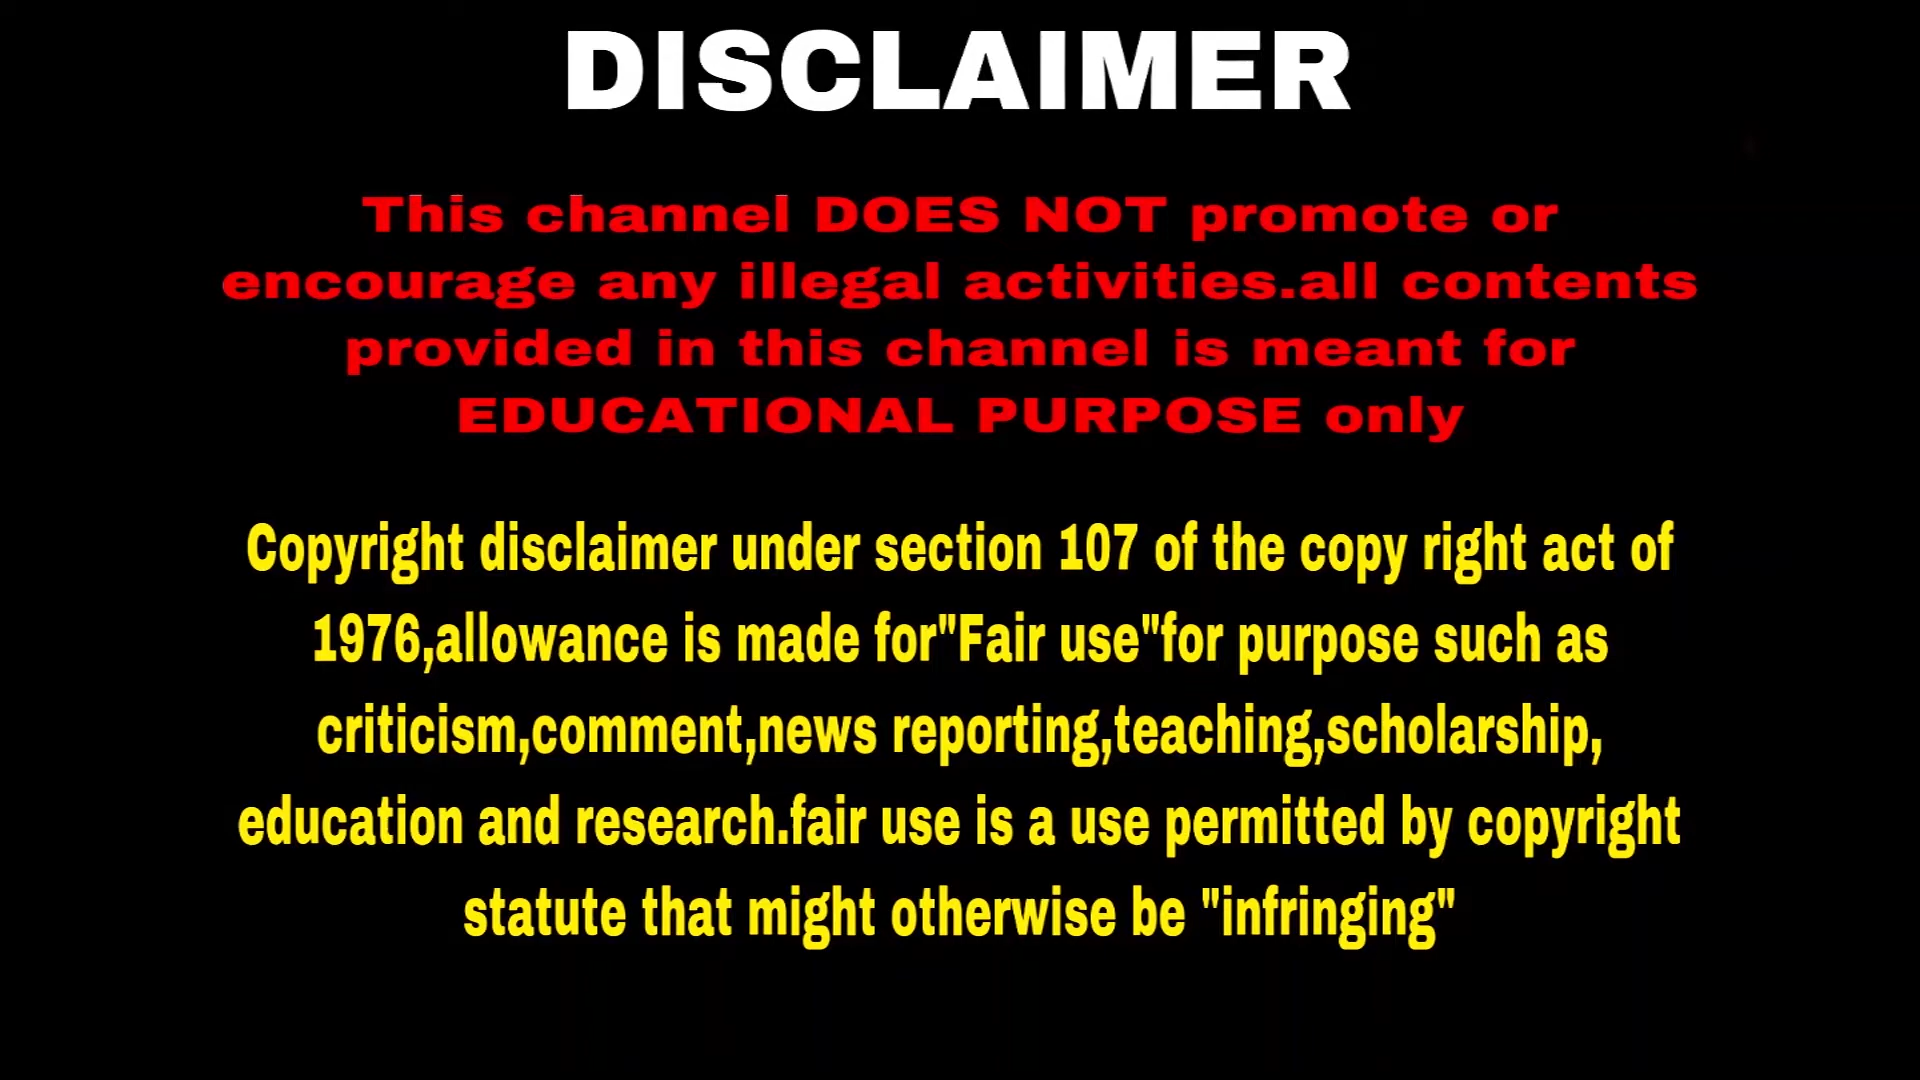 DISCLAIMER
This channel DOES NOT promote or
encourage any illegal activities.all contents
provided in this channel is meant for
EDUCATIONAL PURPOSE only
Copyright disclaimer under section 107 of the copy right act of
1976,allowance is made for"Fair use"for purpose such as
criticism,comment,news reporting,teaching,scholarship,
education and research.fair use is a use permitted by copyright
statute that might otherwise be "infringing"